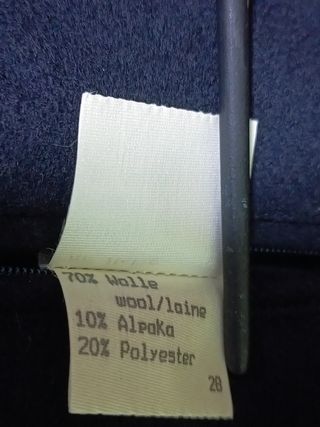 70% Wolle
wool/laine
10% Alpaka
20% Polyester
28